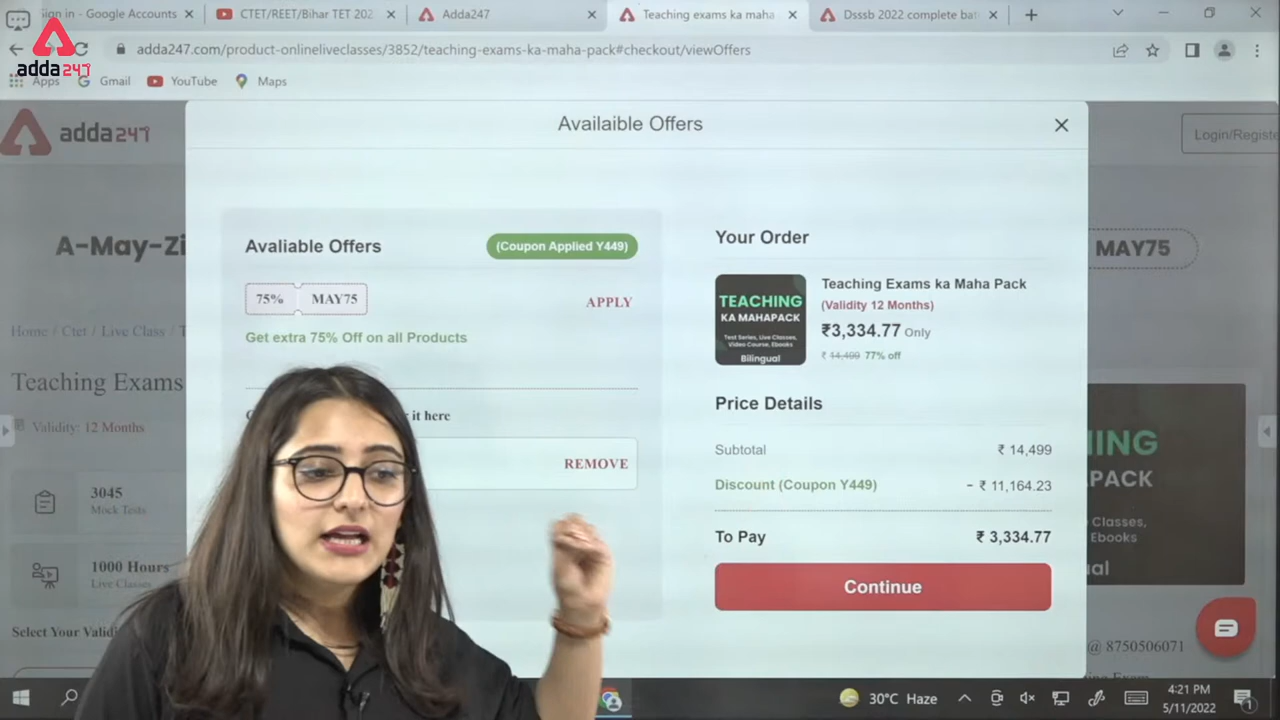 ign in - Google Accounts
CTET/REET/Bihar TET 202
Adda247
Teaching exams ka maha
Dsssb 2022 complete bat
adda247.com/product-onlineliveclasses/3852/teaching-exams-ka-maha-pack#checkout/viewOffers
adda247
Apps
Gmail
YouTube
Maps
Availaible Offers
adda247
Login/Registe
A-May-Zi
MAY75
Avaliable Offers
(Coupon Applied Y449)
75% MAY75
APPLY
Get extra 75% Off on all Products
it here
REMOVE
Your Order
TEACHING
KA MAHAPACK
Test Series, Live Classes,
Video Course, Ebooks
Bilingual
Teaching Exams ka Maha Pack
(Validity 12 Months)
₹3,334.77 Only
₹ 14,499 77% off
Price Details
Subtotal ₹ 14,499
Discount (Coupon Y449) - ₹ 11,164.23
To Pay ₹ 3,334.77
Continue
Home / Ctet / Live Class / T
Teaching Exams
Validity: 12 Months
3045
Mock Tests
1000 Hours
Live Classes
Select Your Validi
ING
PACK
Classes,
Ebooks
ual
@ 8750506071
30°C Haze
4:21 PM
5/11/2022
1